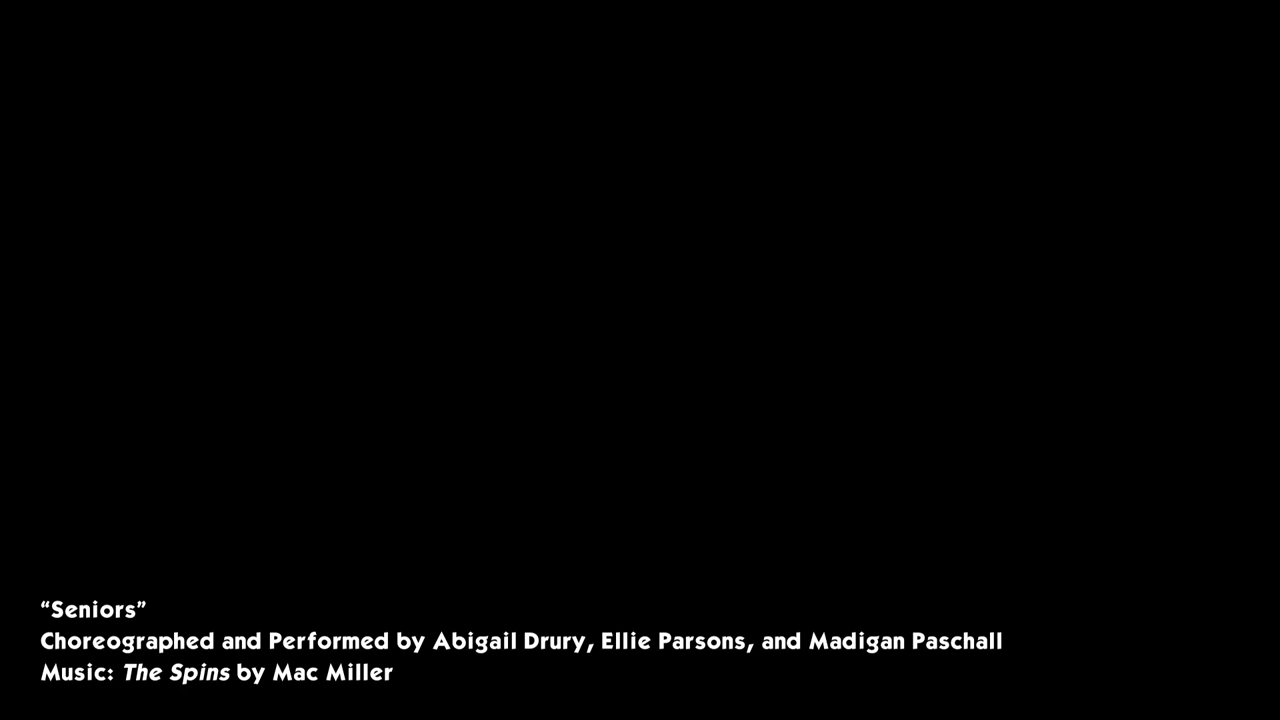 “Seniors”
Choreographed and Performed by Abigail Drury, Ellie Parsons, and Madigan Paschall
Music: The Spins by Mac Miller